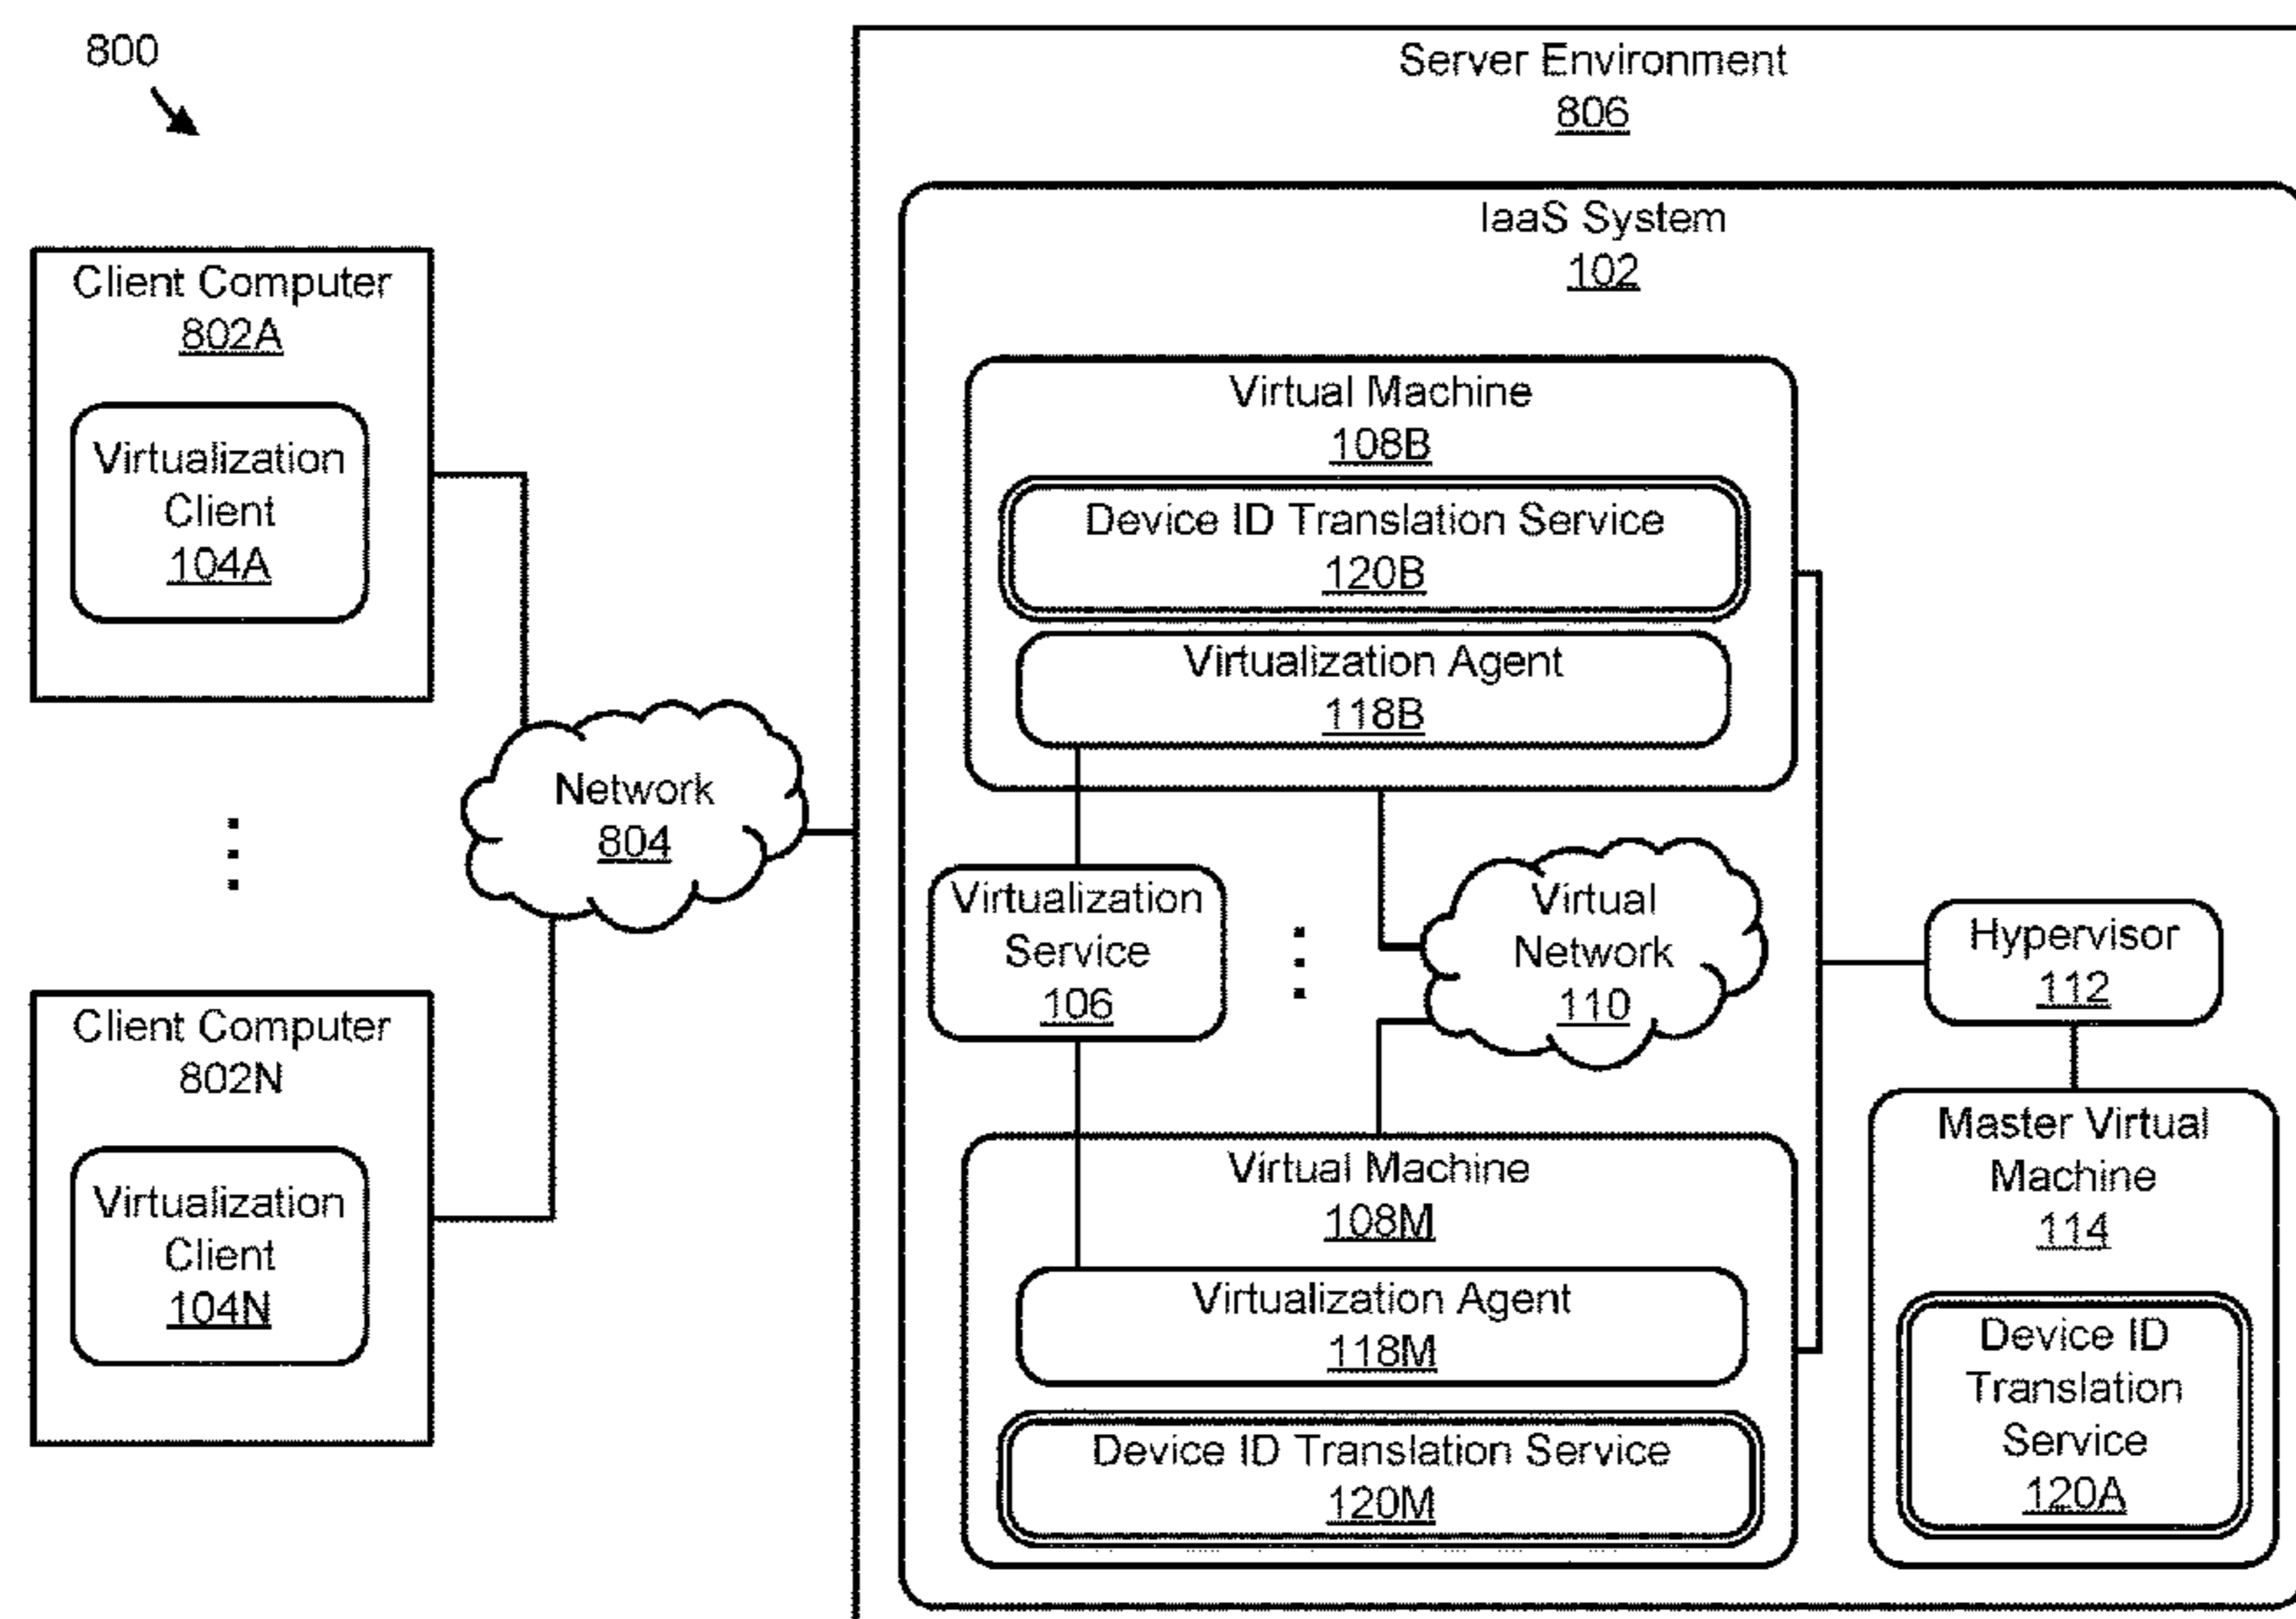 800
Server Environment
806
IaaS System
102
Client Computer
802A
Virtualization
Client
104A
Virtual Machine
108B
Device ID Translation Service
120B
Virtualization Agent
118B
Network
804
Virtualization
Service
106
Virtual
Network
110
Hypervisor
112
Client Computer
802N
Virtualization
Client
104N
Virtual Machine
108M
Virtualization Agent
118M
Device ID Translation Service
120M
Master Virtual
Machine
114
Device ID
Translation
Service
120A